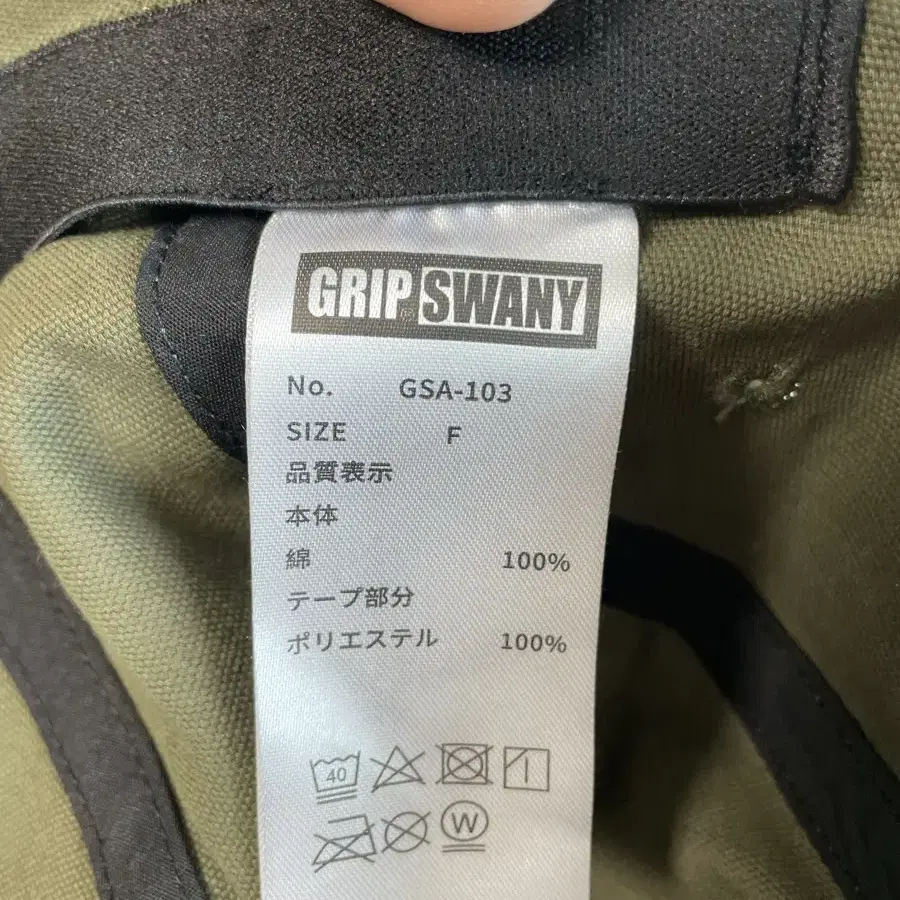 GRIP SWANY
No. GSA-103
SIZE F
品質表示
本体
綿 100%
テープ部分
ポリエステル 100%
40
W